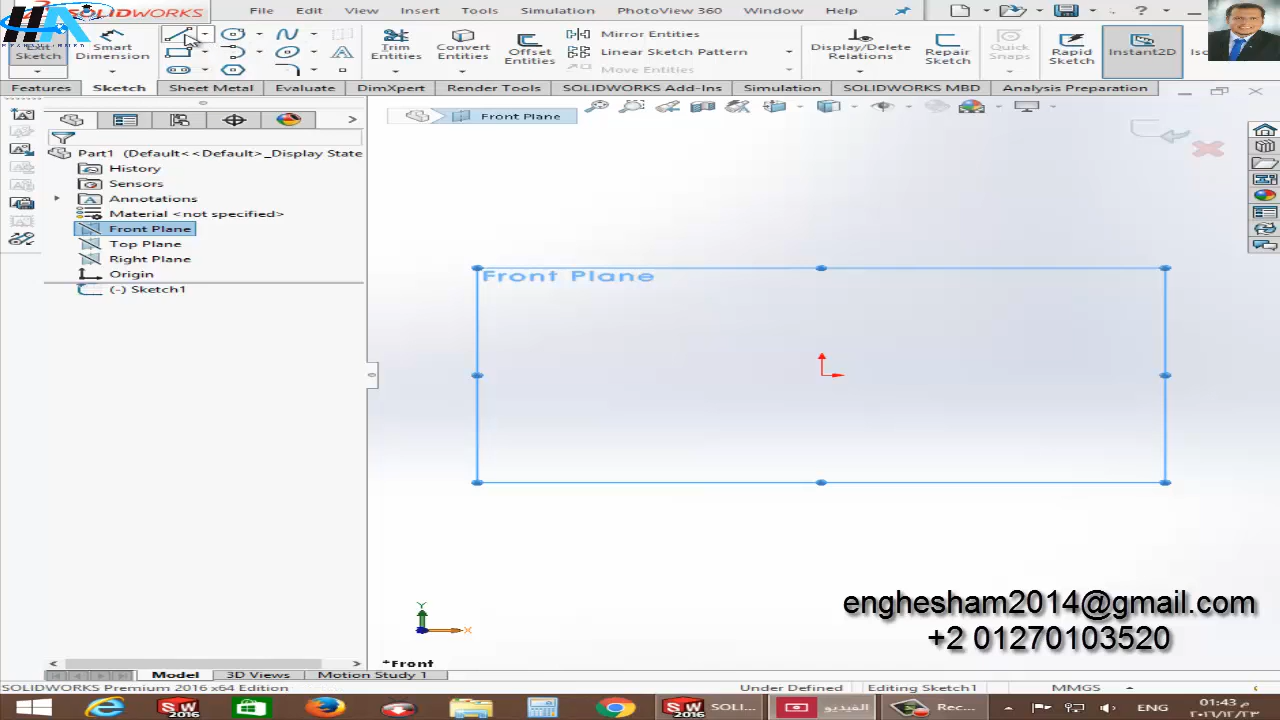 SOLIDWORKS File Edit View Insert Tools Simulation PhotoView 360 Window Help
Exit Sketch
Smart Dimension
Trim Entities
Convert Entities
Offset Entities
Mirror Entities
Linear Sketch Pattern
Move Entities
Display/Delete Relations
Repair Sketch
Quick Snaps
Rapid Sketch
Instant2D
Features Sketch Sheet Metal Evaluate DimXpert Render Tools SOLIDWORKS Add-Ins Simulation SOLIDWORKS MBD Analysis Preparation
Front Plane
Part1 (Default<<Default>_Display State
History
Sensors
Annotations
Material <not specified>
Front Plane
Top Plane
Right Plane
Origin
(-) Sketch1
Front Plane
Y
X
*Front
enghesham2014@gmail.com
+2 01270103520
Model 3D Views Motion Study 1
SOLIDWORKS Premium 2016 x64 Edition Under Defined Editing Sketch1 MMGS
SOLI... الفيديو Rec... ENG 01:43 م